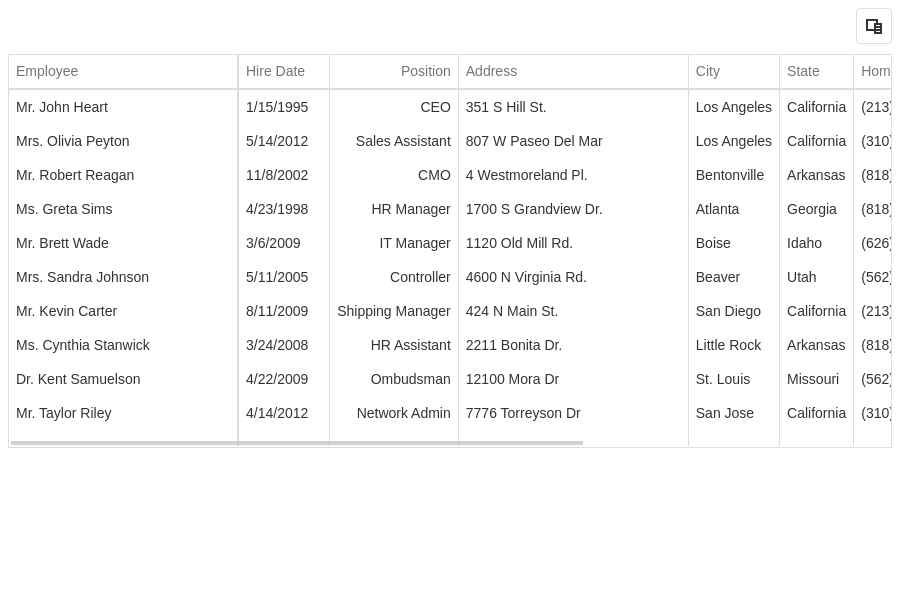 Employee Hire Date Position Address City State Hom
Mr. John Heart 1/15/1995 CEO 351 S Hill St. Los Angeles California (213)
Mrs. Olivia Peyton 5/14/2012 Sales Assistant 807 W Paseo Del Mar Los Angeles California (310)
Mr. Robert Reagan 11/8/2002 CMO 4 Westmoreland Pl. Bentonville Arkansas (818)
Ms. Greta Sims 4/23/1998 HR Manager 1700 S Grandview Dr. Atlanta Georgia (818)
Mr. Brett Wade 3/6/2009 IT Manager 1120 Old Mill Rd. Boise Idaho (626)
Mrs. Sandra Johnson 5/11/2005 Controller 4600 N Virginia Rd. Beaver Utah (562)
Mr. Kevin Carter 8/11/2009 Shipping Manager 424 N Main St. San Diego California (213)
Ms. Cynthia Stanwick 3/24/2008 HR Assistant 2211 Bonita Dr. Little Rock Arkansas (818)
Dr. Kent Samuelson 4/22/2009 Ombudsman 12100 Mora Dr St. Louis Missouri (562)
Mr. Taylor Riley 4/14/2012 Network Admin 7776 Torreyson Dr San Jose California (310)